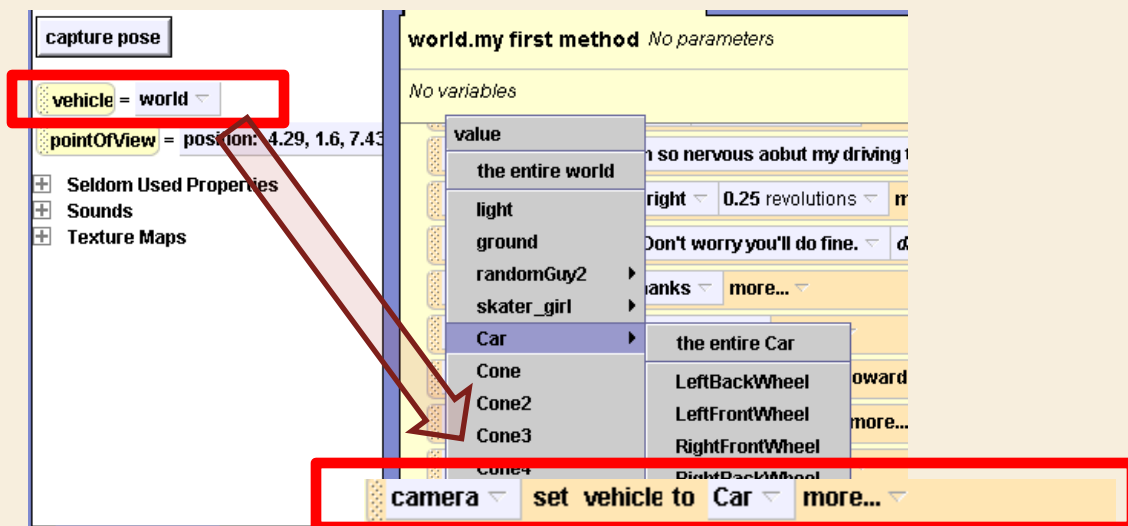 capture pose
vehicle = world
pointOfView = position: 4.29, 1.6, 7.43
Seldom Used Properties
Sounds
Texture Maps
world.my first method No parameters
No variables
so nervous aobut my driving
right 0.25 revolutions
Don't worry you'll do fine.
more...
oward
more...
value
the entire world
light
ground
randomGuy2
skater_girl
Car
Cone
Cone2
Cone3
Cone4
the entire Car
LeftBackWheel
LeftFrontWheel
RightFrontWheel
RightBackWheel
camera set vehicle to Car more...